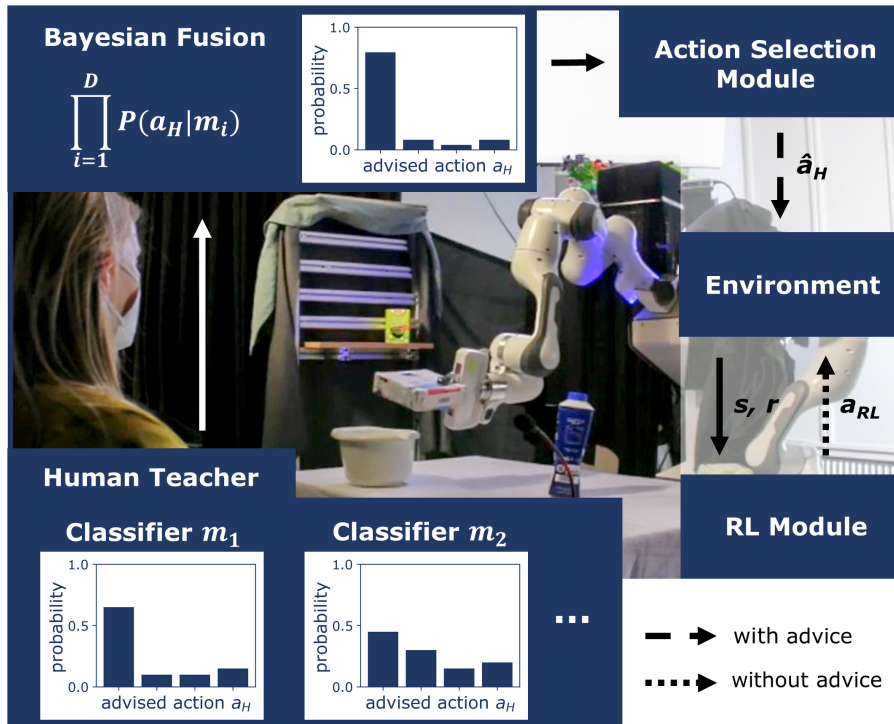 Bayesian Fusion
D
∏ P(a_H|m_i)
i=1
probability
1.0
0.5
0.0
advised action a_H
Action Selection
Module
â_H
Environment
s, r
a_RL
RL Module
Human Teacher
Classifier m_1
probability
1.0
0.5
0.0
advised action a_H
Classifier m_2
probability
1.0
0.5
0.0
advised action a_H
...
with advice
without advice